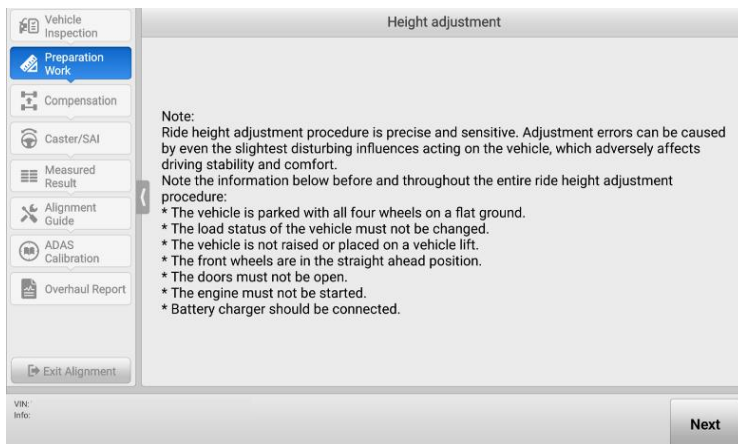 Vehicle
Inspection
Preparation
Work
Compensation
Caster/SAI
Measured
Result
Alignment
Guide
ADAS
Calibration
Overhaul Report
Exit Alignment
Height adjustment
Note:
Ride height adjustment procedure is precise and sensitive. Adjustment errors can be caused
by even the slightest disturbing influences acting on the vehicle, which adversely affects
driving stability and comfort.
Note the information below before and throughout the entire ride height adjustment
procedure:
* The vehicle is parked with all four wheels on a flat ground.
* The load status of the vehicle must not be changed.
* The vehicle is not raised or placed on a vehicle lift.
* The front wheels are in the straight ahead position.
* The doors must not be open.
* The engine must not be started.
* Battery charger should be connected.
VIN:
Info:
Next